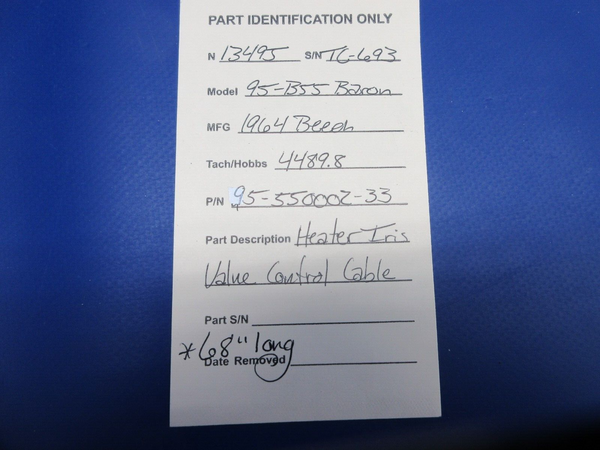 PART IDENTIFICATION ONLY
N 13495 S/N TC-693
Model 95-B55 Baron
MFG 1964 Beech
Tach/Hobbs 4489.8
P/N 95-550002-33
Part Description Heater Iris
Value Control Cable
Part S/N
*68" long
Date Removed